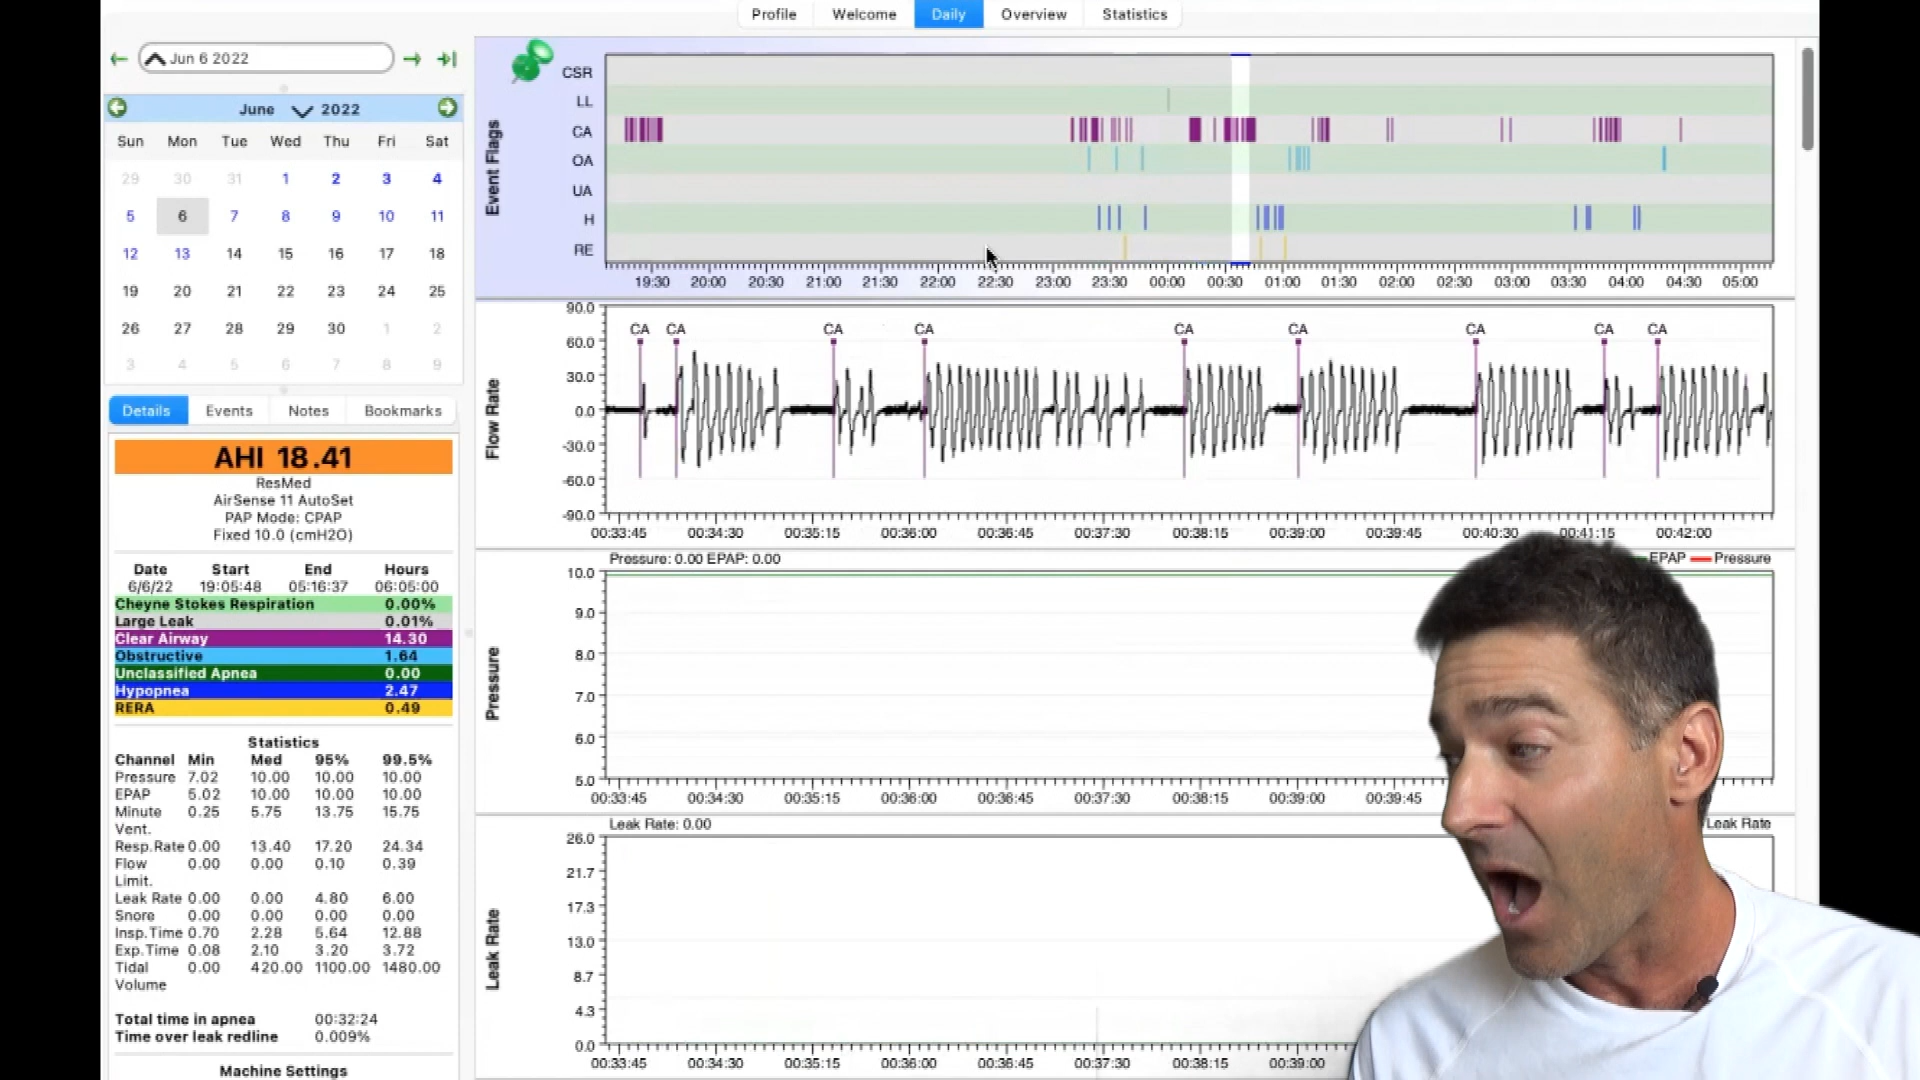 Profile Welcome Daily Overview Statistics
Jun 6 2022
June 2022
Sun Mon Tue Wed Thu Fri Sat
29 30 31 1 2 3 4
5 6 7 8 9 10 11
12 13 14 15 16 17 18
19 20 21 22 23 24 25
26 27 28 29 30 1 2
3 4 5 6 7 8 9
Details Events Notes Bookmarks
AHI 18.41
ResMed
AirSense 11 AutoSet
PAP Mode: CPAP
Fixed 10.0 (cmH2O)
Date Start End Hours
6/6/22 19:05:48 05:16:37 06:05:00
Cheyne Stokes Respiration 0.00%
Large Leak 0.01%
Clear Airway 14.30
Obstructive 1.64
Unclassified Apnea 0.00
Hypopnea 2.47
RERA 0.49
Statistics
Channel Min Med 95% 99.5%
Pressure 7.02 10.00 10.00 10.00
EPAP 5.02 10.00 10.00 10.00
Minute 0.25 5.75 13.75 15.75
Vent.
Resp.Rate 0.00 13.40 17.20 24.34
Flow 0.00 0.00 0.10 0.39
Limit.
Leak Rate 0.00 0.00 4.80 6.00
Snore 0.00 0.00 0.00 0.00
Insp.Time 0.70 2.28 5.64 12.88
Exp.Time 0.08 2.10 3.20 3.72
Tidal 0.00 420.00 1100.00 1480.00
Volume
Total time in apnea 00:32:24
Time over leak redline 0.009%
Machine Settings
Event Flags
CSR
LL
CA
OA
UA
H
RE
19:30 20:00 20:30 21:00 21:30 22:00 22:30 23:00 23:30 00:00 00:30 01:00 01:30 02:00 02:30 03:00 03:30 04:00 04:30 05:00
Flow Rate
90.0
60.0
30.0
0.0
-30.0
-60.0
-90.0
CA CA CA CA CA CA CA CA CA
00:33:45 00:34:30 00:35:15 00:36:00 00:36:45 00:37:30 00:38:15 00:39:00 00:39:45 00:40:30 00:41:15 00:42:00
Pressure: 0.00 EPAP: 0.00 EPAP Pressure
Pressure
10.0
9.0
8.0
7.0
6.0
5.0
00:33:45 00:34:30 00:35:15 00:36:00 00:36:45 00:37:30 00:38:15 00:39:00 00:39:45
Leak Rate: 0.00 Leak Rate
Leak Rate
26.0
21.7
17.3
13.0
8.7
4.3
0.0
00:33:45 00:34:30 00:35:15 00:36:00 00:36:45 00:37:30 00:38:15 00:39:00